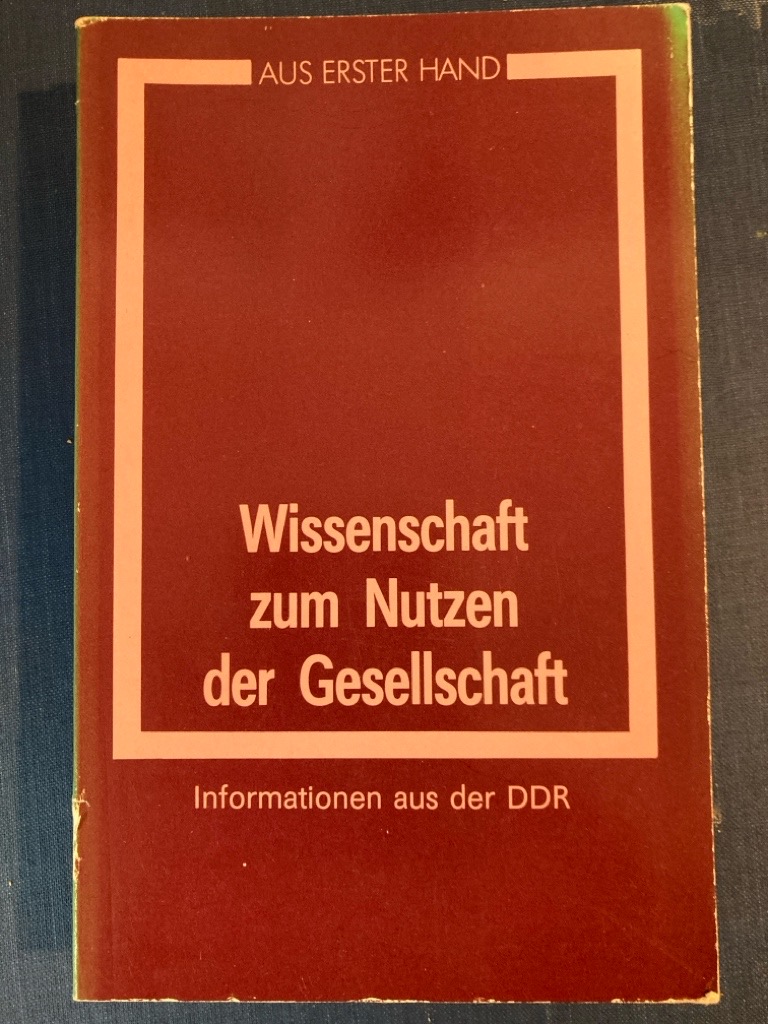 AUS ERSTER HAND
Wissenschaft
zum Nutzen
der Gesellschaft
Informationen aus der DDR